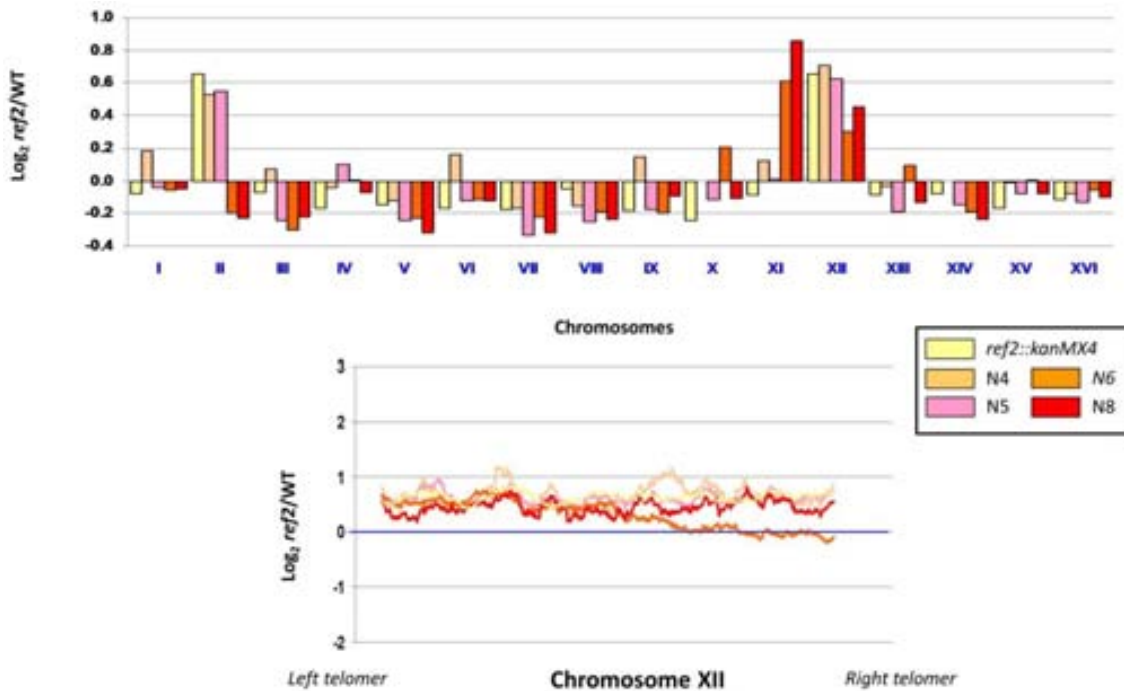 1.0
0.8
0.6
0.4
0.2
0.0
-0.2
-0.4
Log₂ ref2/WT
I II III IV V VI VII VIII IX X XI XII XIII XIV XV XVI
Chromosomes
ref2::kanMX4
N4 N6
N5 N8
3
2
1
0
-1
-2
Log₂ ref2/WT
Left telomer Chromosome XII Right telomer